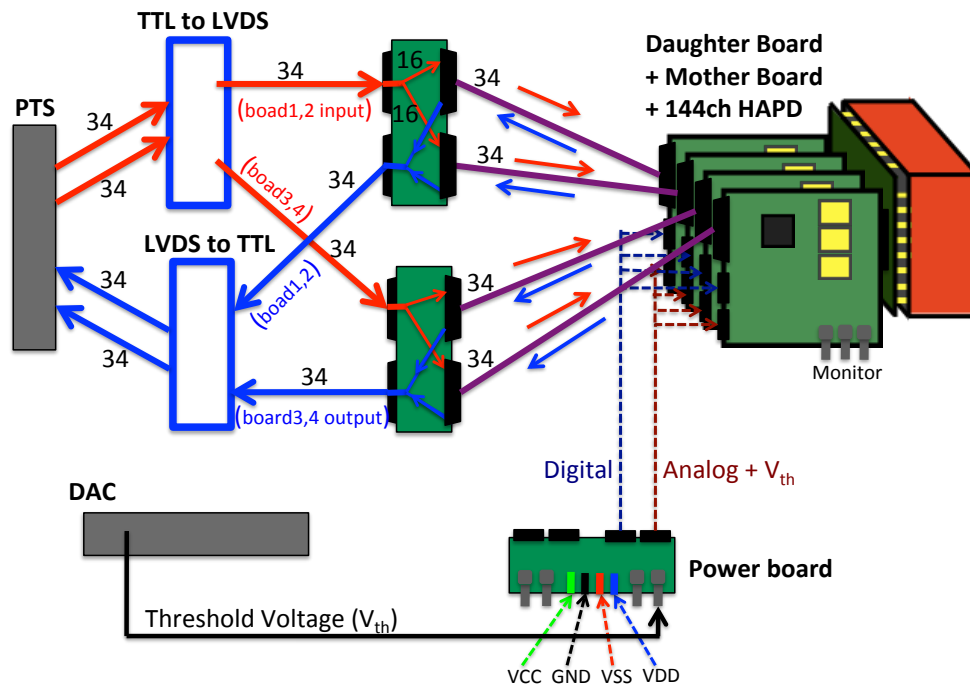 TTL to LVDS
PTS
34
34
34
(boad1,2 input)
(boad3,4)
34
16
16
34
34
34
Daughter Board
+ Mother Board
+ 144ch HAPD
LVDS to TTL
34
34
(boad1,2)
34
(board3,4 output)
34
34
Monitor
Digital
Analog + Vth
DAC
Threshold Voltage (Vth)
Power board
VCC
GND
VSS
VDD